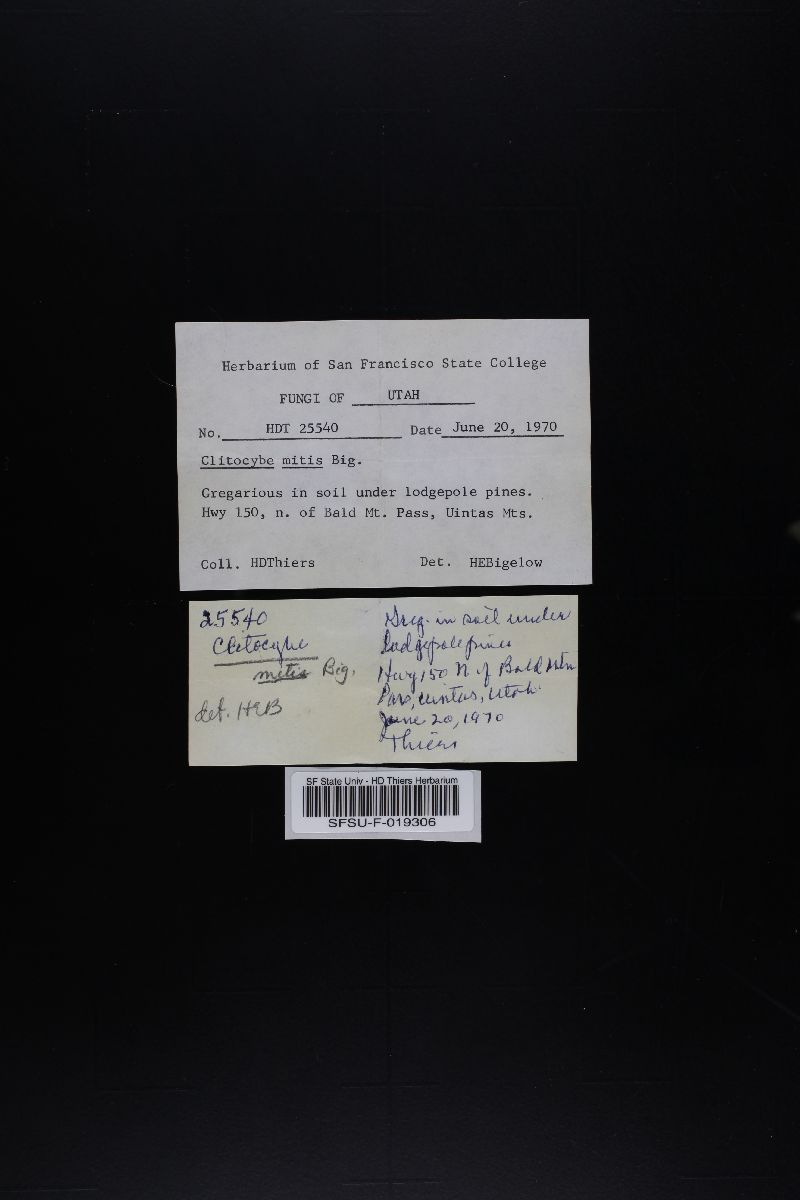 Herbarium of San Francisco State College
FUNGI OF UTAH
No. HDT 25540 Date June 20, 1970
Clitocybe mitis Big.
Gregarious in soil under lodgepole pines.
Hwy 150, n. of Bald Mt. Pass, Uintas Mts.
Coll. HDThiers Det. HEBigelow
25540
Clitocybe
mitis Big.
det. HEB
Greg. in soil under
lodgepole pines
Hwy 150 N. of Bald Mtn
Pass, uintas, Utah.
June 20, 1970
Thiers
SF State Univ - HD Thiers Herbarium
SFSU-F-019306